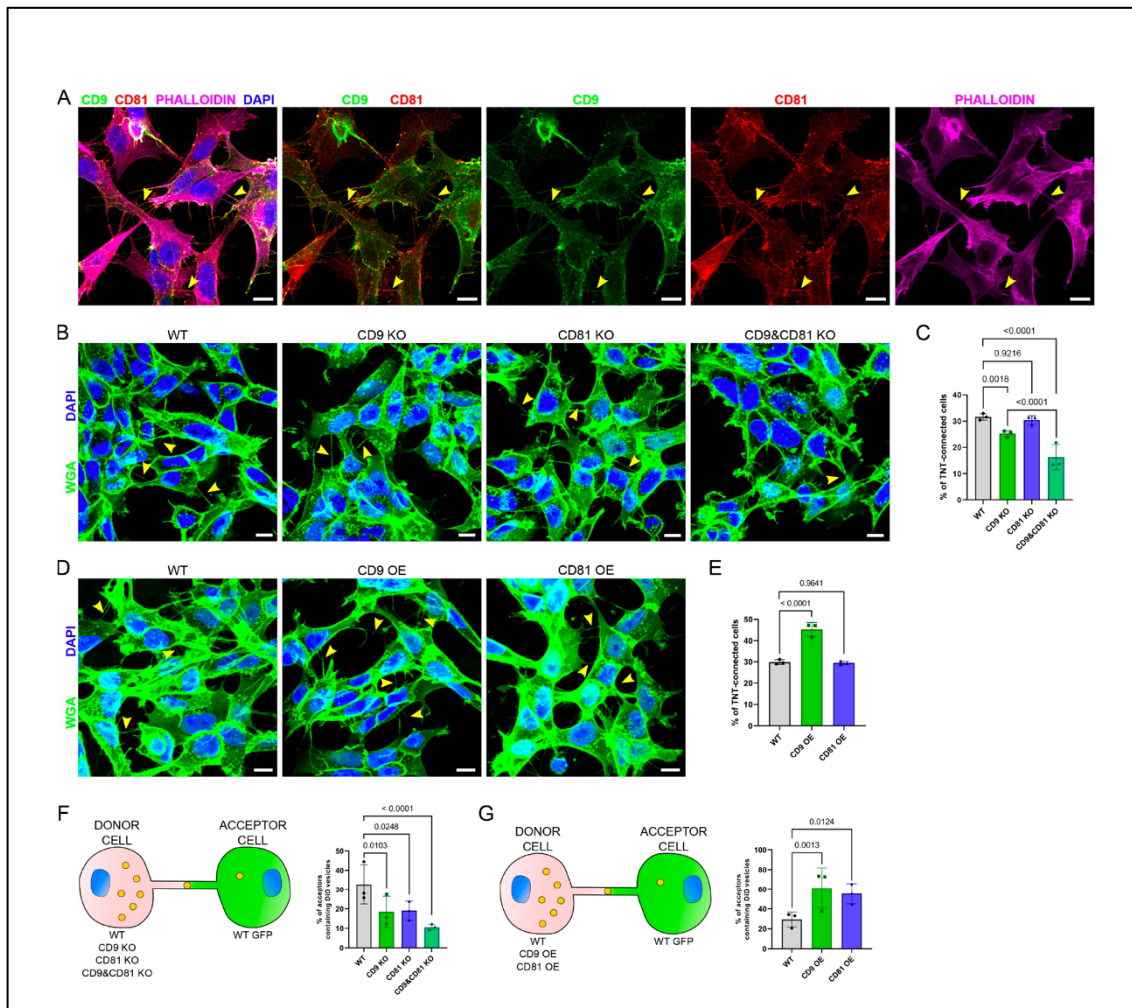 A
CD9 CD81 PHALLOIDIN DAPI
CD9 CD81
CD9
CD81
PHALLOIDIN
B
WT
CD9 KO
CD81 KO
CD9&CD81 KO
WGA DAPI
C
<0.0001
0.9216
0.0018
<0.0001
% of TNT-connected cells
40
30
20
10
0
WT
CD9 KO
CD81 KO
CD9&CD81 KO
D
WT
CD9 OE
CD81 OE
WGA DAPI
E
0.9641
< 0.0001
% of TNT-connected cells
50
40
30
20
10
0
WT
CD9 OE
CD81 OE
F
DONOR
CELL
ACCEPTOR
CELL
WT
CD9 KO
CD81 KO
CD9&CD81 KO
WT GFP
< 0.0001
0.0248
0.0103
% of acceptors
containing DiD vesicles
50
40
30
20
10
0
WT
CD9 KO
CD81 KO
CD9&CD81 KO
G
DONOR
CELL
ACCEPTOR
CELL
WT
CD9 OE
CD81 OE
WT GFP
0.0124
0.0013
% of acceptors
containing DiD vesicles
100
80
60
40
20
0
WT
CD9 OE
CD81 OE